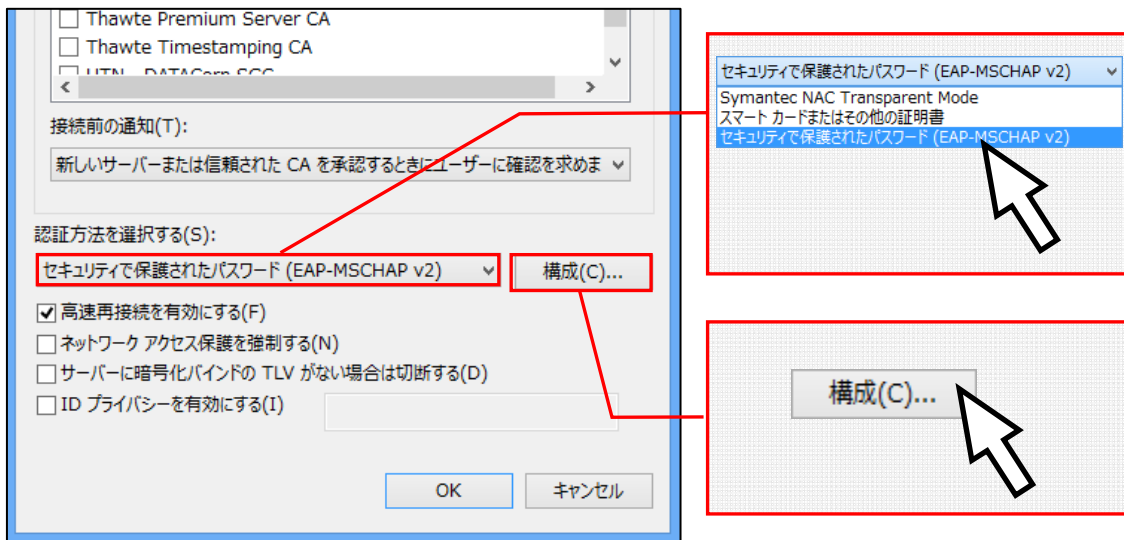 Thawte Premium Server CA
Thawte Timestamping CA
接続前の通知(T):
新しいサーバーまたは信頼された CA を承認するときにユーザーに確認を求めま
認証方法を選択する(S):
セキュリティで保護されたパスワード (EAP-MSCHAP v2)
構成(C)...
高速再接続を有効にする(F)
ネットワーク アクセス保護を強制する(N)
サーバーに暗号化バインドの TLV がない場合は切断する(D)
ID プライバシーを有効にする(I)
OK
キャンセル
セキュリティで保護されたパスワード (EAP-MSCHAP v2)
Symantec NAC Transparent Mode
スマート カードまたはその他の証明書
セキュリティで保護されたパスワード (EAP-MSCHAP v2)
構成(C)...